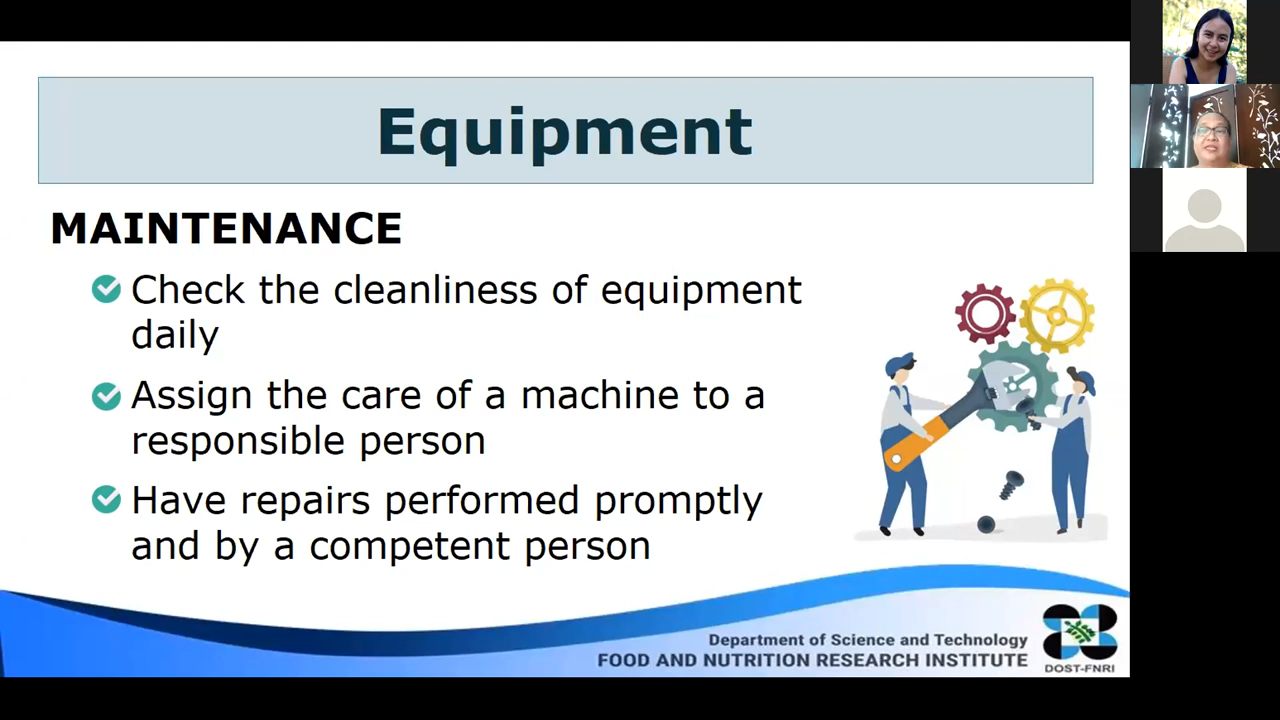 Equipment
MAINTENANCE
Check the cleanliness of equipment
daily
Assign the care of a machine to a
responsible person
Have repairs performed promptly
and by a competent person
Department of Science and Technology
FOOD AND NUTRITION RESEARCH INSTITUTE
DOST-FNRI